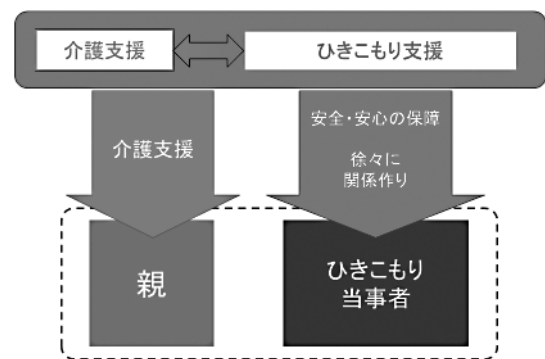 介護支援
ひきこもり支援
介護支援
安全・安心の保障
徐々に
関係作り
親
ひきこもり
当事者